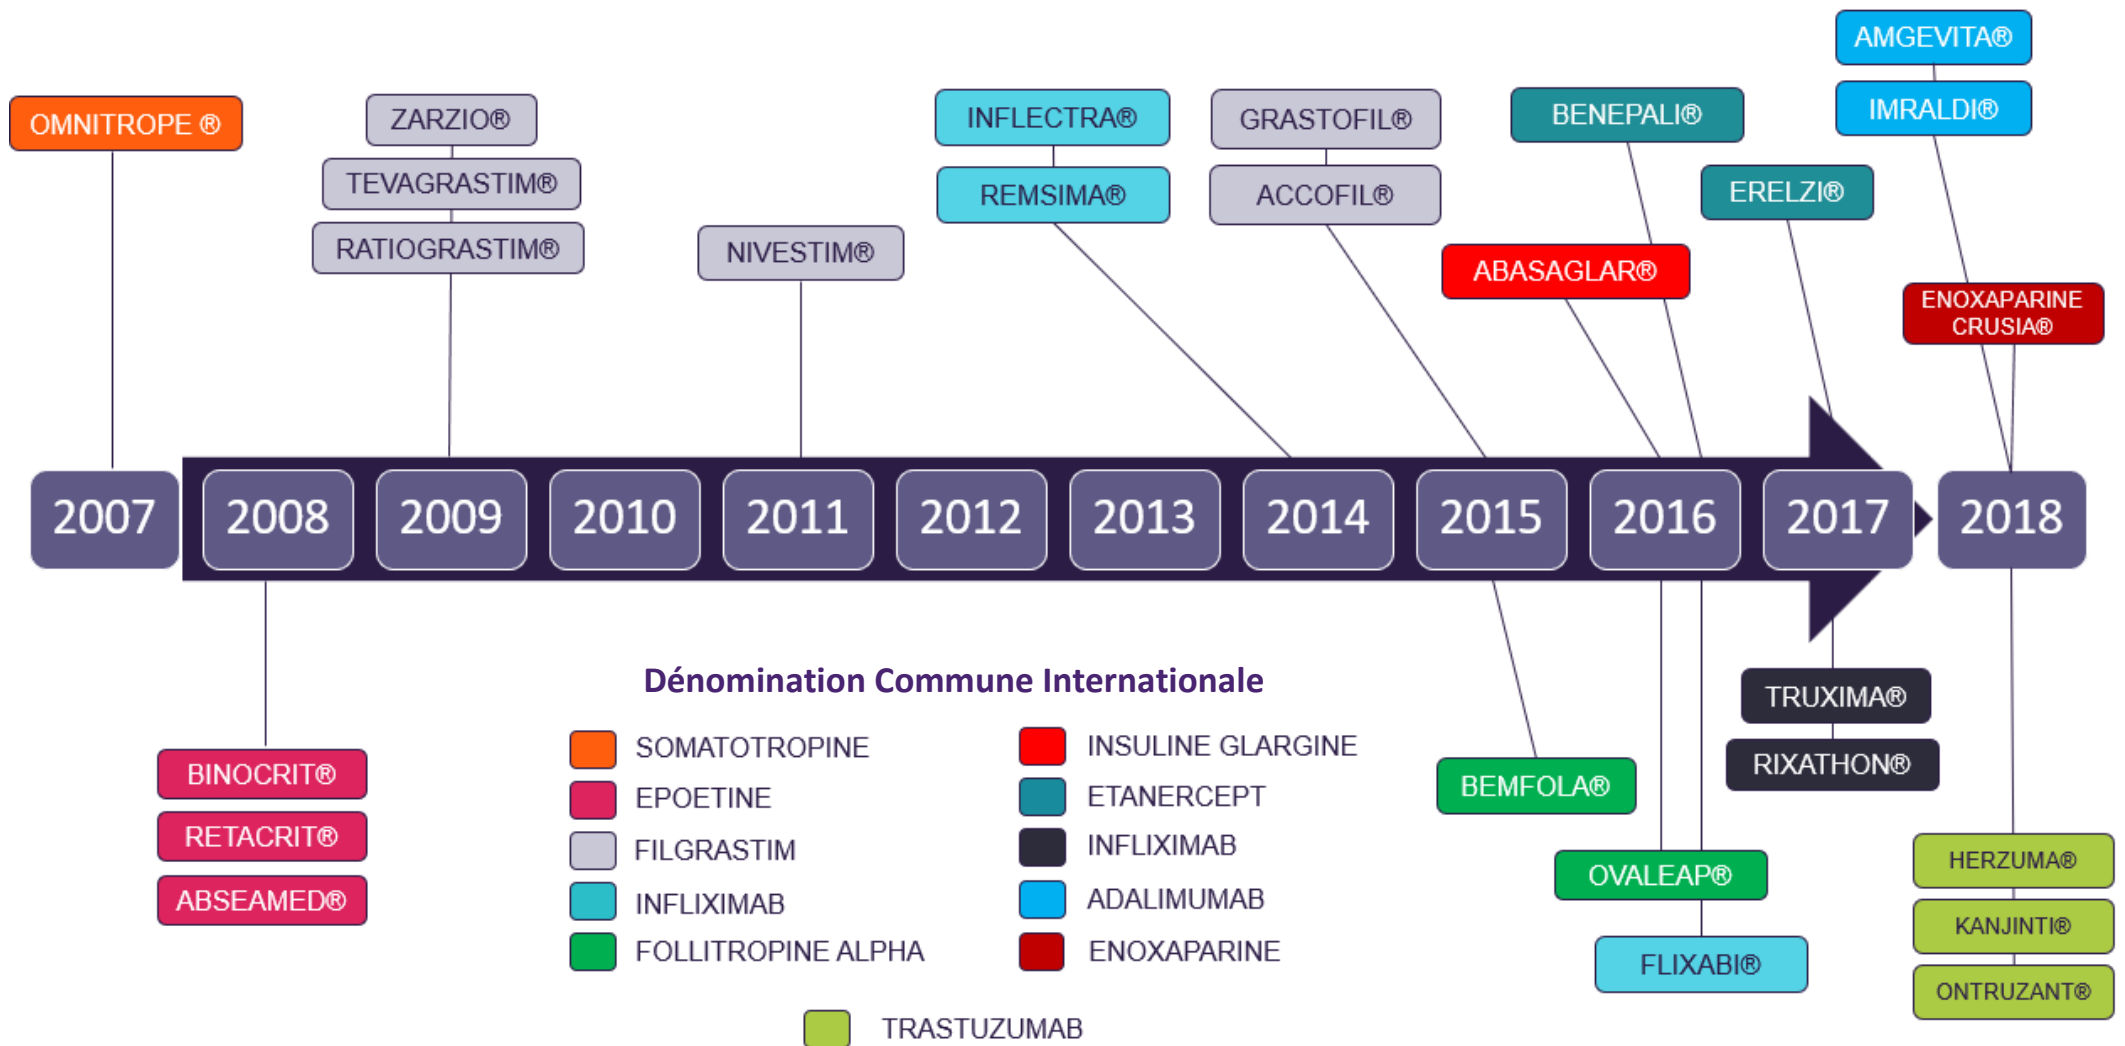 AMGEVITA®
IMRALDI®
OMNITROPE ®
ZARZIO®
TEVAGRASTIM®
RATIOGRASTIM®
NIVESTIM®
INFLECTRA®
REMSIMA®
GRASTOFIL®
ACCOFIL®
BENEPALI®
ERELZI®
ABASAGLAR®
ENOXAPARINE
CRUSIA®
2007
2008
2009
2010
2011
2012
2013
2014
2015
2016
2017
2018
BINOCRIT®
RETACRIT®
ABSEAMED®
Dénomination Commune Internationale
SOMATOTROPINE
EPOETINE
FILGRASTIM
INFLIXIMAB
FOLLITROPINE ALPHA
INSULINE GLARGINE
ETANERCEPT
INFLIXIMAB
ADALIMUMAB
ENOXAPARINE
TRASTUZUMAB
BEMFOLA®
OVALEAP®
FLIXABI®
TRUXIMA®
RIXATHON®
HERZUMA®
KANJINTI®
ONTRUZANT®